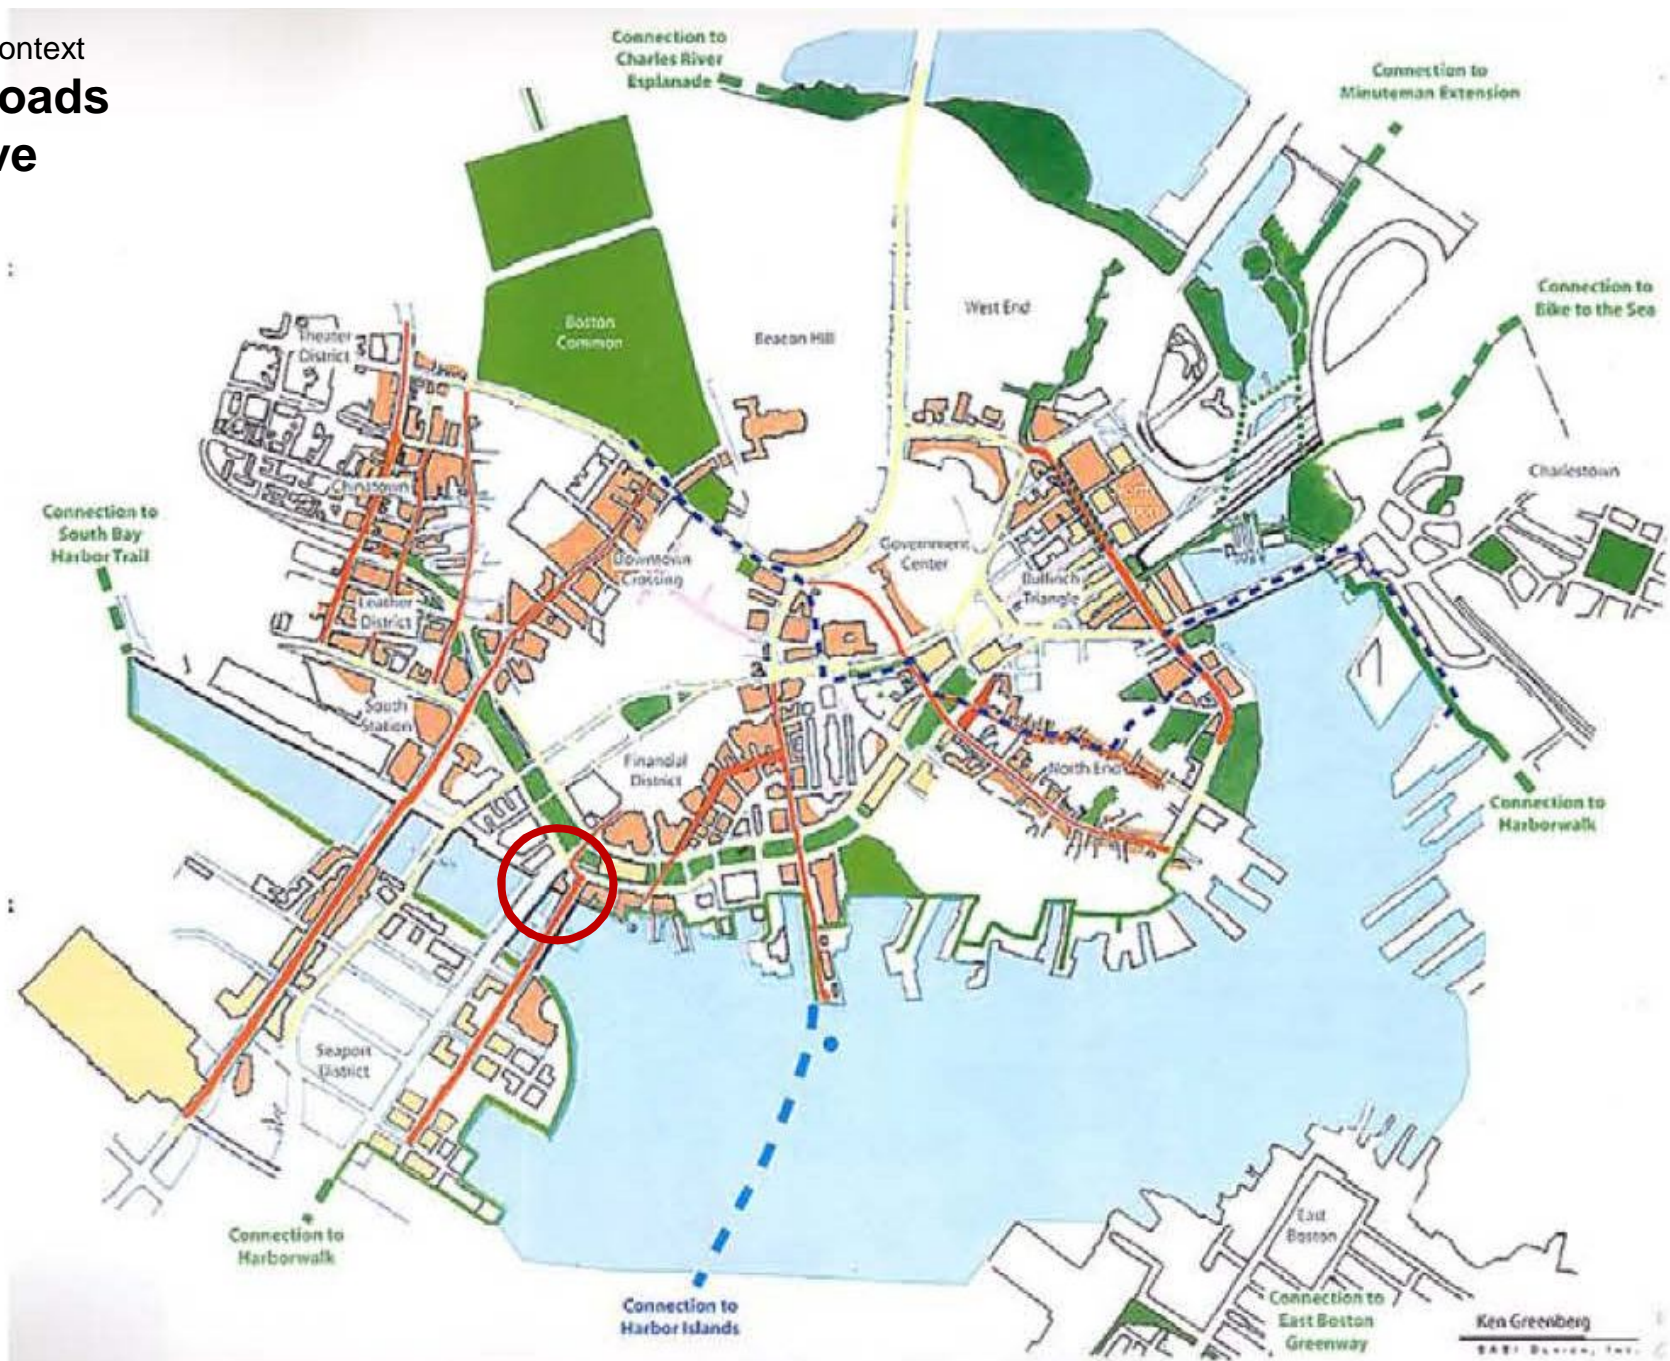 ontext
oads
ve
:
:
Connection to
Charles River
Esplanade
Connection to
Minuteman Extension
Connection to
Bike to the Sea
West End
Boston
Common
Beacon Hill
Theater
District
Charlestown
Chinatown
Connection to
South Bay
Harbor Trail
Government
Center
Downtown
Crossing
Bulfinch
Triangle
Leather
District
South
Station
Financial
District
North End
Connection to
Harborwalk
Seaport
District
Connection to
Harborwalk
East
Boston
Connection to
Harbor Islands
Connection to
East Boston
Greenway
Ken Greenberg